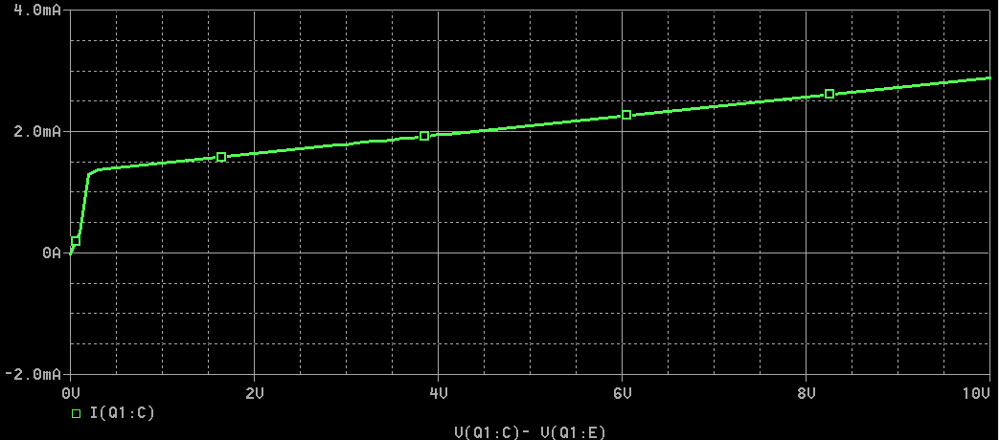 4.0mA
2.0mA
0A
-2.0mA
0V 2V 4V 6V 8V 10V
I(Q1:C)
V(Q1:C)- V(Q1:E)